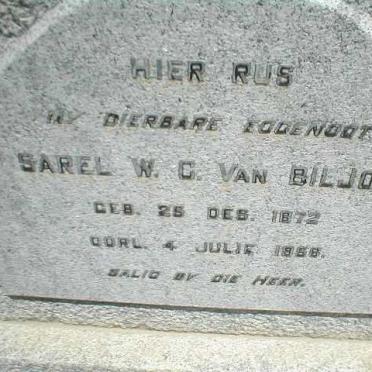 HIER RUS
MY DIERBARE EGGENOOT
SAREL W. C. VAN BILJO
GEB. 25 DES. 1872
OORL. 4 JULIE
SALIG BY DIE HEER.